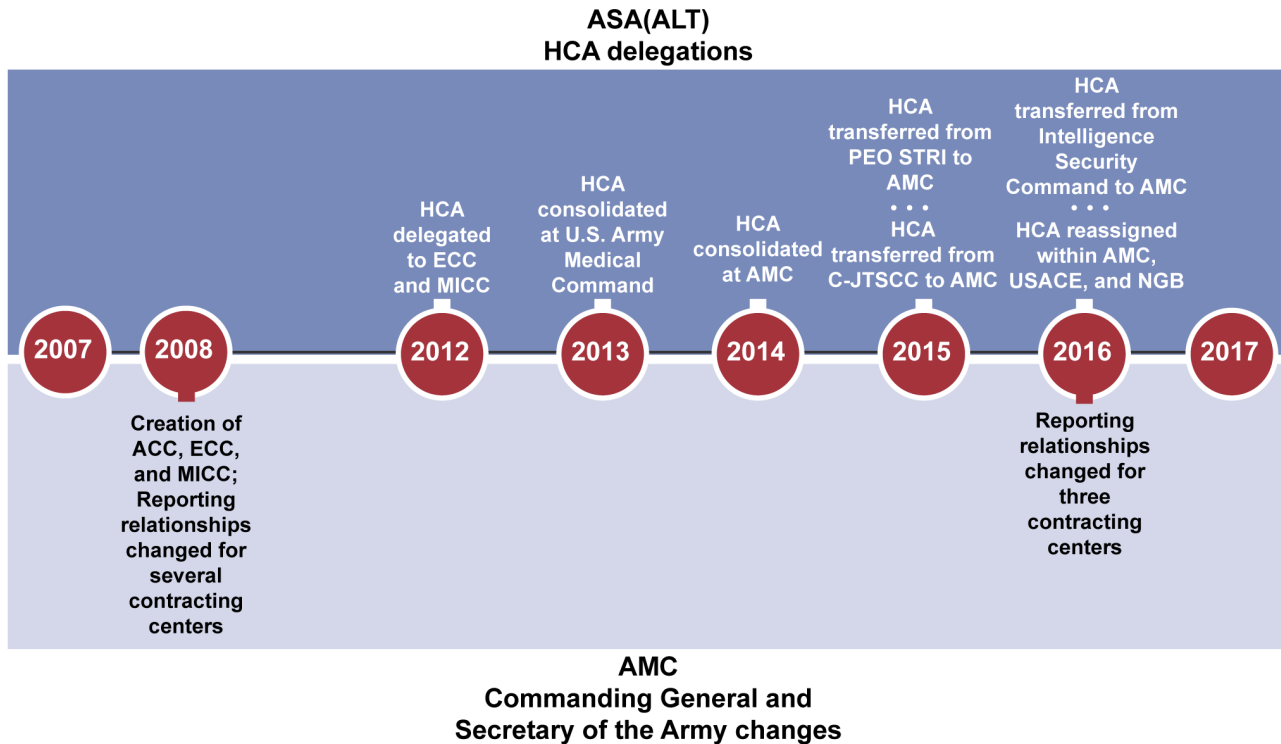 ASA(ALT)
HCA delegations
HCA
delegated
to ECC
and MICC
HCA
consolidated
at U.S. Army
Medical
Command
HCA
consolidated
at AMC
HCA
transferred from
PEO STRI to
AMC
• • •
HCA
transferred from
C-JTSCC to AMC
HCA
transferred from
Intelligence
Security
Command to AMC
• • •
HCA reassigned
within AMC,
USACE, and NGB
2007
2008
2012
2013
2014
2015
2016
2017
Creation of
ACC, ECC,
and MICC;
Reporting
relationships
changed for
several
contracting
centers
Reporting
relationships
changed for
three
contracting
centers
AMC
Commanding General and
Secretary of the Army changes